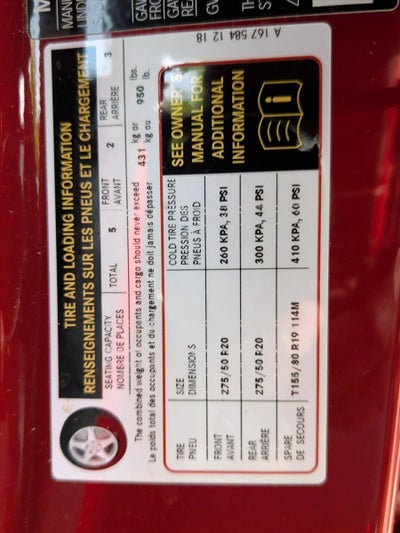 TIRE AND LOADING INFORMATION
RENSEIGNEMENTS SUR LES PNEUS ET LE CHARGEMENT
SEATING CAPACITY TOTAL 5 FRONT 2 REAR 3
NOMBRE DE PLACES AVANT ARRIÈRE
The combined weight of occupants and cargo should never exceed 431 kg or 950 lbs.
Le poids total des occupants et du chargement ne doit jamais dépasser kg ou lb.
TIRE SIZE COLD TIRE PRESSURE
PNEU DIMENSIONS PRESSION DES
PNEUS À FROID
FRONT 275/50 R20 260 KPA, 38 PSI
AVANT
REAR 275/50 R20 300 KPA, 44 PSI
ARRIÈRE
SPARE T155/80 R19 114M 410 KPA, 60 PSI
DE SECOURS
SEE OWNER'S
MANUAL FOR
ADDITIONAL
INFORMATION
A 167 584 12 18